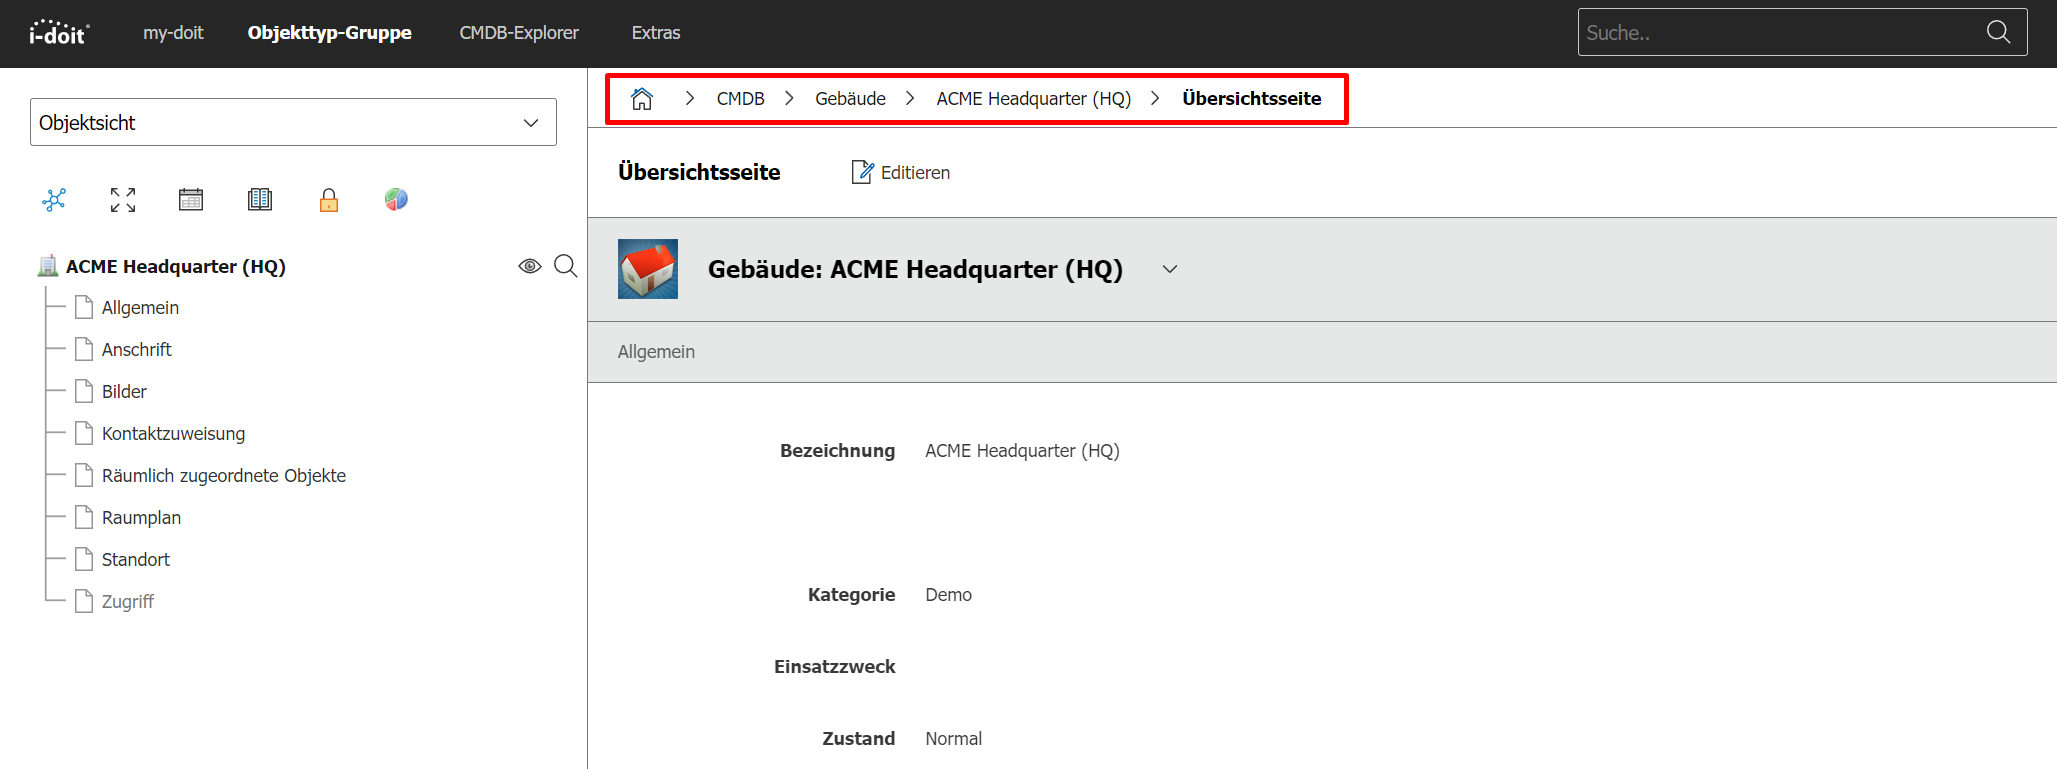 i-doit®
my-doit Objekttyp-Gruppe CMDB-Explorer Extras
Suche..
CMDB Gebäude ACME Headquarter (HQ) Übersichtsseite
Objektsicht
Übersichtsseite Editieren
ACME Headquarter (HQ)
Allgemein
Anschrift
Bilder
Kontaktzuweisung
Räumlich zugeordnete Objekte
Raumplan
Standort
Zugriff
Gebäude: ACME Headquarter (HQ)
Allgemein
Bezeichnung ACME Headquarter (HQ)
Kategorie Demo
Einsatzzweck
Zustand Normal